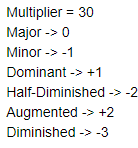 Multiplier = 30
Major -> 0
Minor -> -1
Dominant -> +1
Half-Diminished -> -2
Augmented -> +2
Diminished -> -3